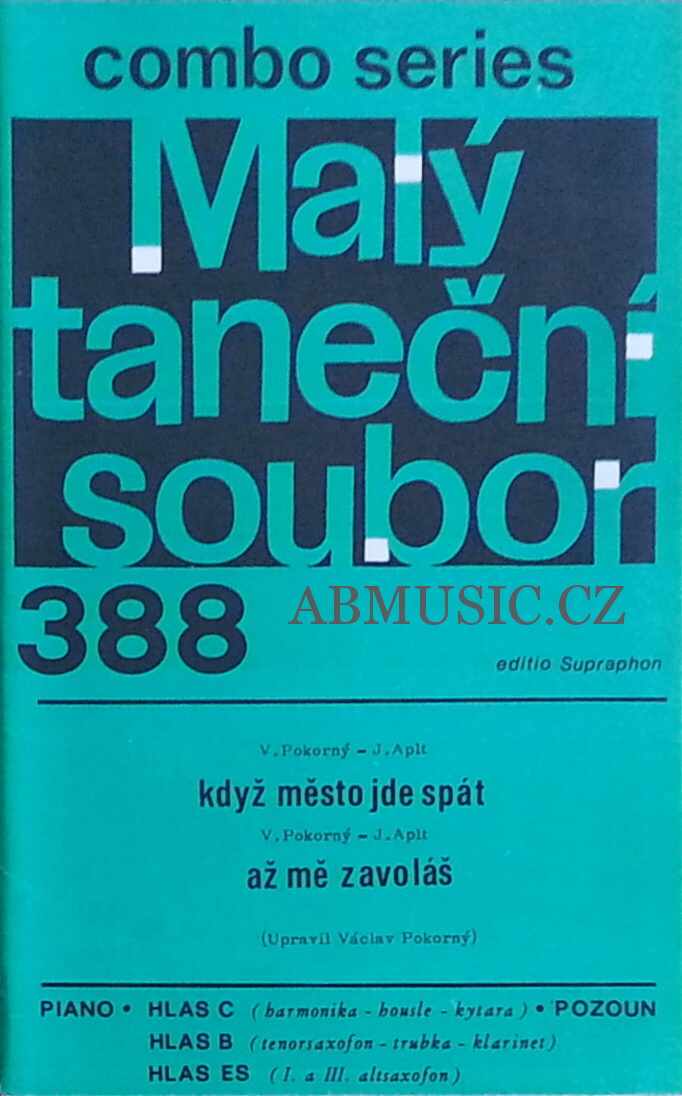 combo series
Malý
taneční
soubor
388
ABMUSIC.CZ
editio Supraphon
V. Pokorný – J. Aplt
když město jde spát
V. Pokorný – J. Aplt
až mě zavoláš
(Upravil Václav Pokorný)
PIANO • HLAS C (harmonika - housle - kytara) • POZOUN
HLAS B (tenorsaxofon - trubka - klarinet)
HLAS ES (I. a III. altsaxofon)